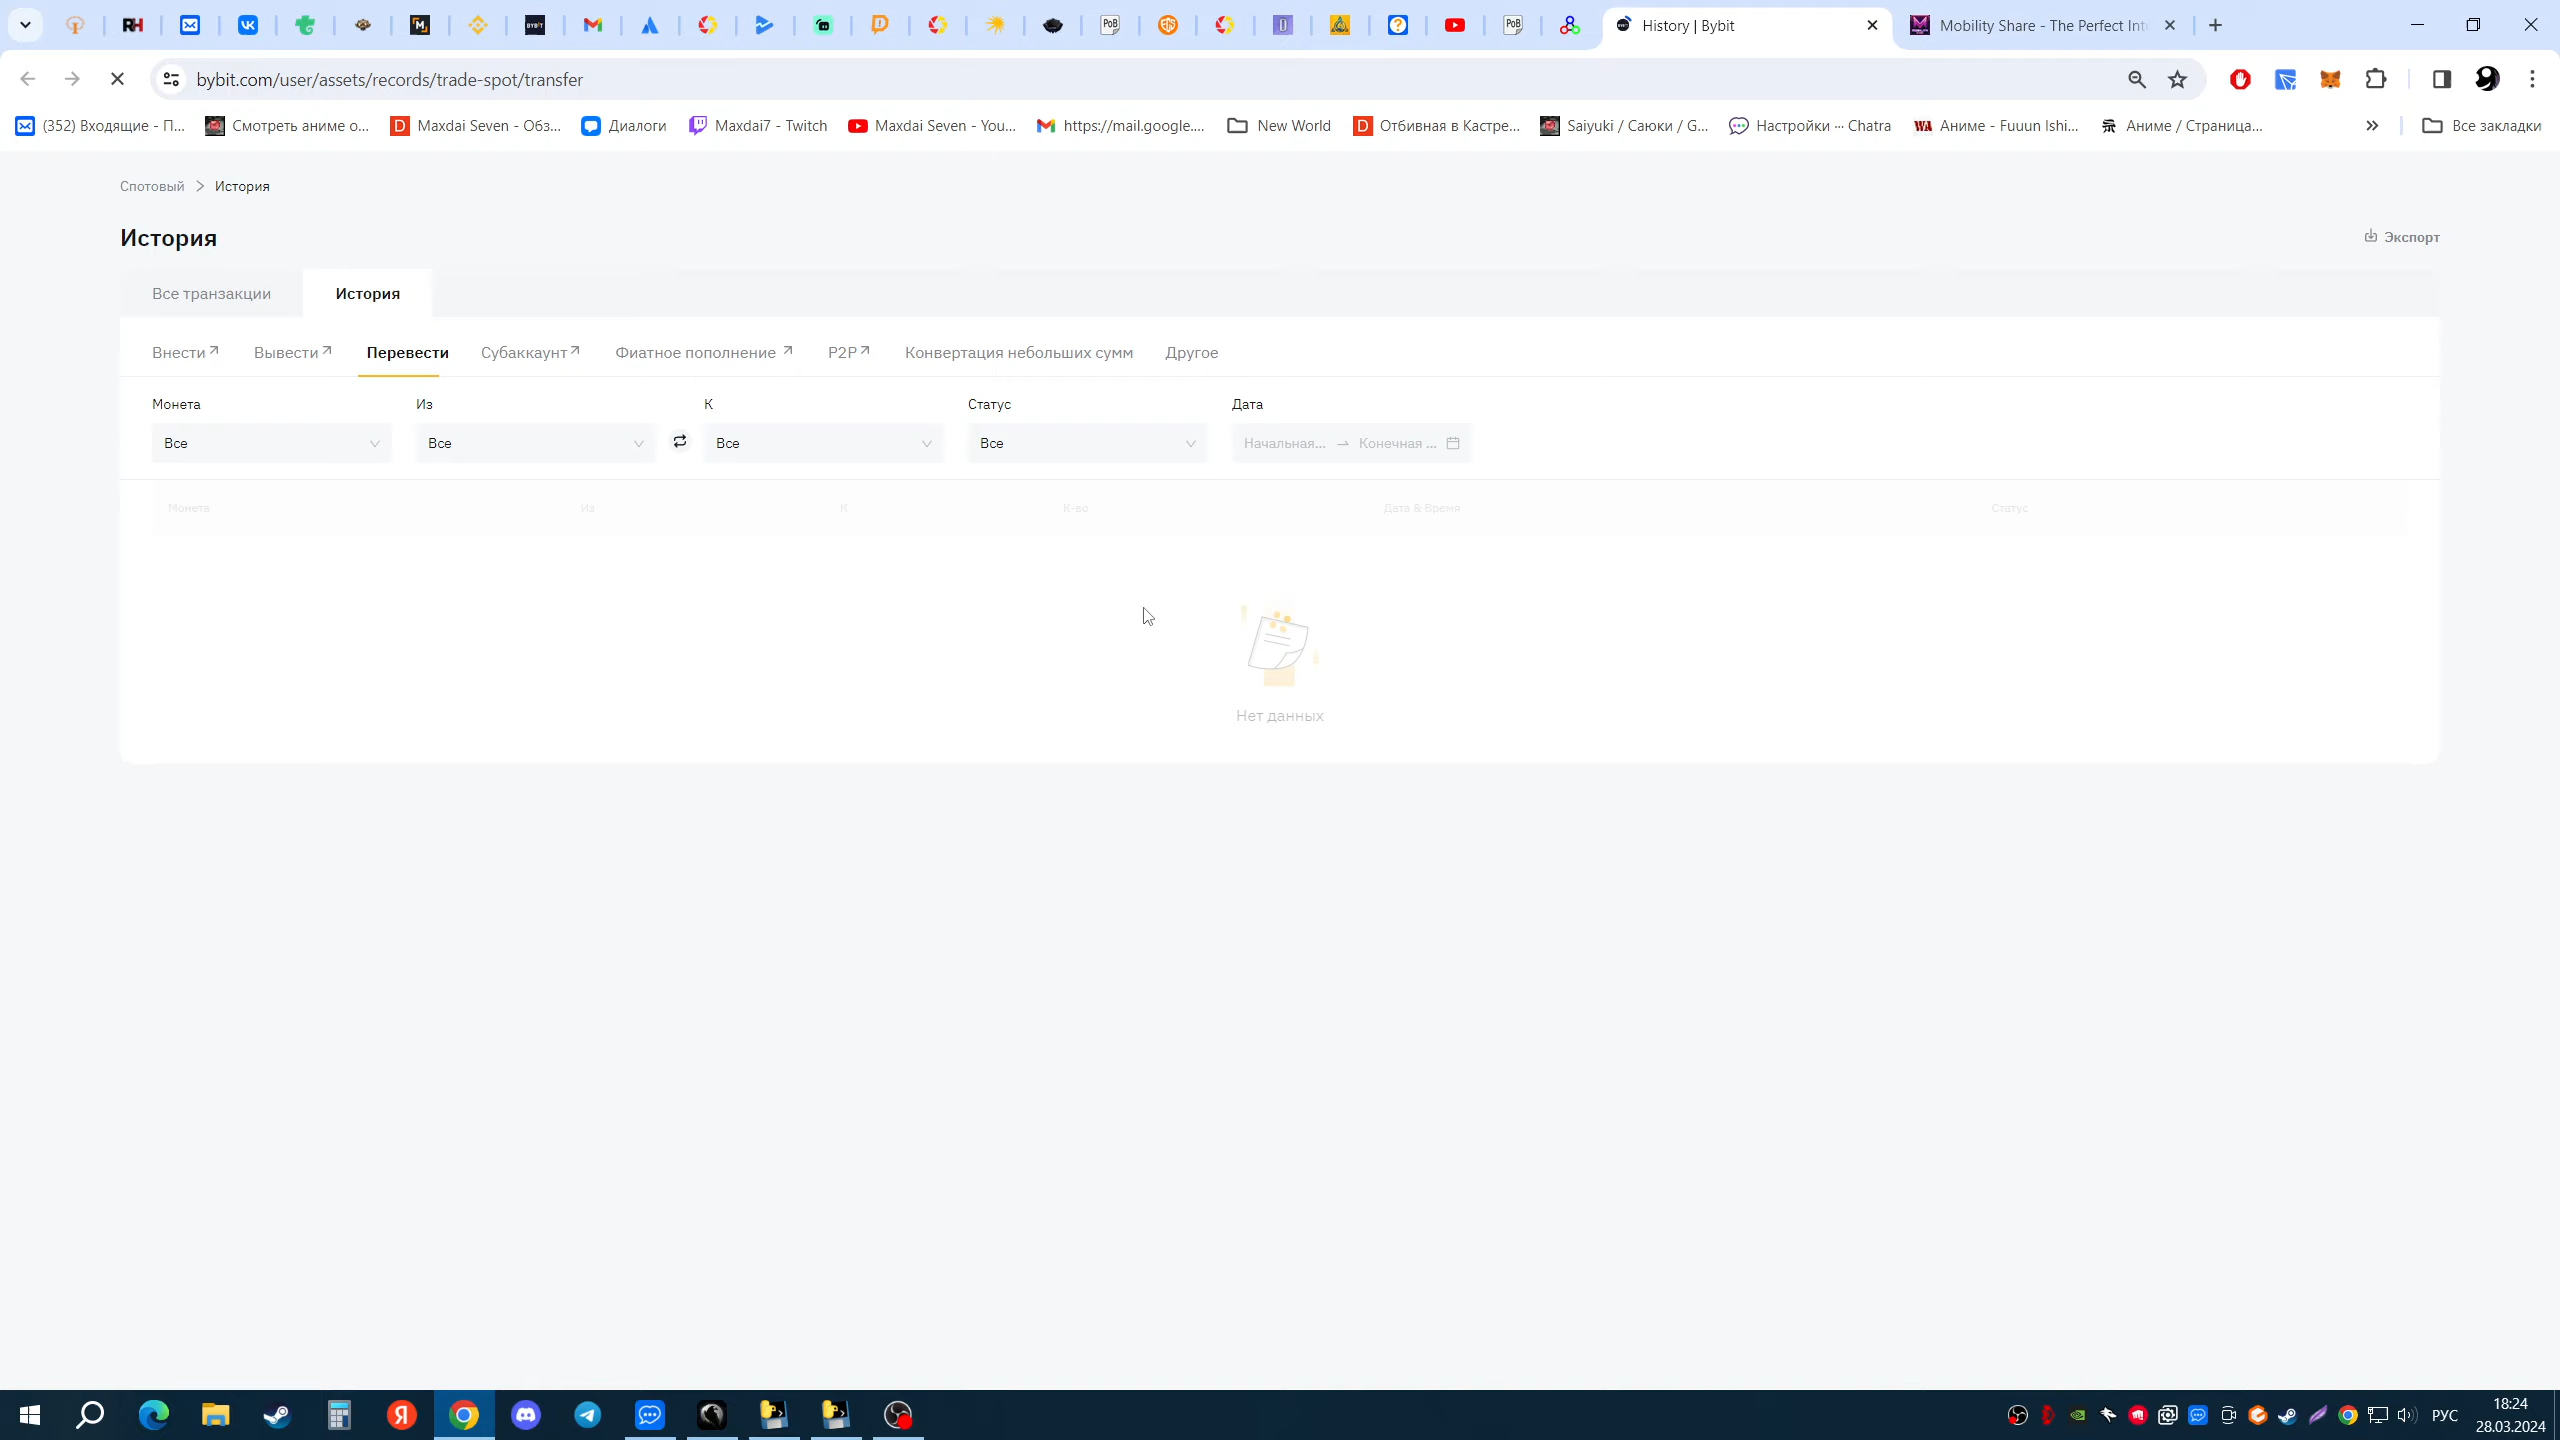 History | Bybit
Mobility Share - The Perfect Int
bybit.com/user/assets/records/trade-spot/transfer
(352) Входящие - П...
Смотреть аниме о...
Maxdai Seven - Обз...
Диалоги
Maxdai7 - Twitch
Maxdai Seven - You...
https://mail.google....
New World
Отбивная в Кастре...
Saiyuki / Саюки / G...
Настройки ··· Chatra
Аниме - Fuuun Ishi...
Аниме / Страница...
Все закладки
Спотовый > История
История
Экспорт
Все транзакции
История
Внести
Вывести
Перевести
Субаккаунт
Фиатное пополнение
P2P
Конвертация небольших сумм
Другое
Монета
Из
К
Статус
Дата
Все
Все
Все
Все
Начальная... → Конечная ...
Монета
Из
К
К-во
Дата & Время
Статус
Нет данных
РУС
18:24
28.03.2024